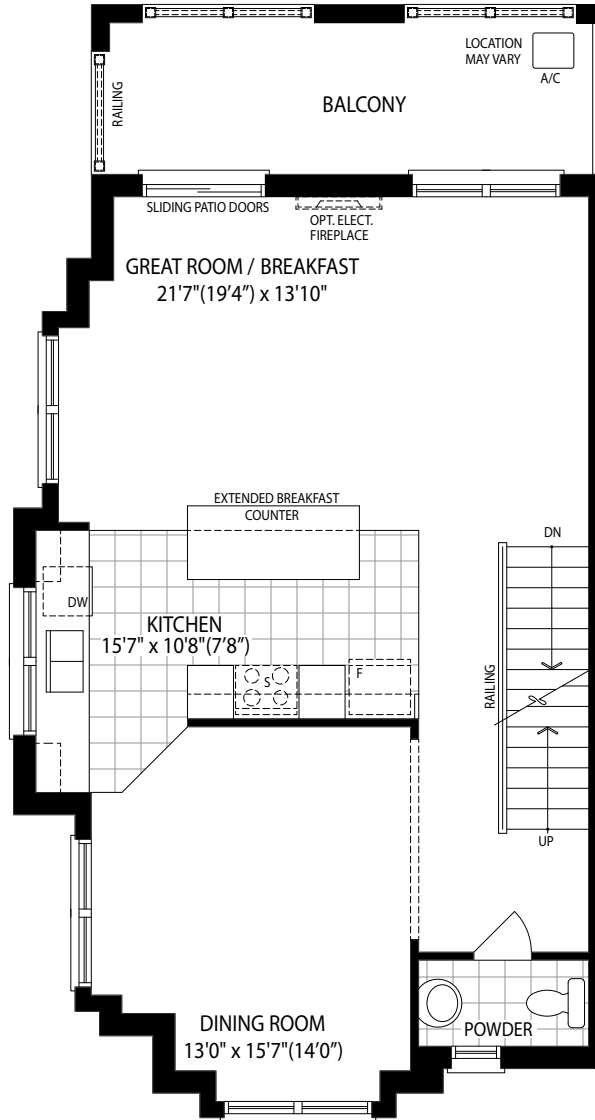 LOCATION
MAY VARY
A/C
RAILING
BALCONY
SLIDING PATIO DOORS
OPT. ELECT.
FIREPLACE
GREAT ROOM / BREAKFAST
21'7"(19'4") x 13'10"
EXTENDED BREAKFAST
COUNTER
DN
DW
KITCHEN
15'7" x 10'8"(7'8")
S
F
RAILING
UP
DINING ROOM
13'0" x 15'7"(14'0")
POWDER